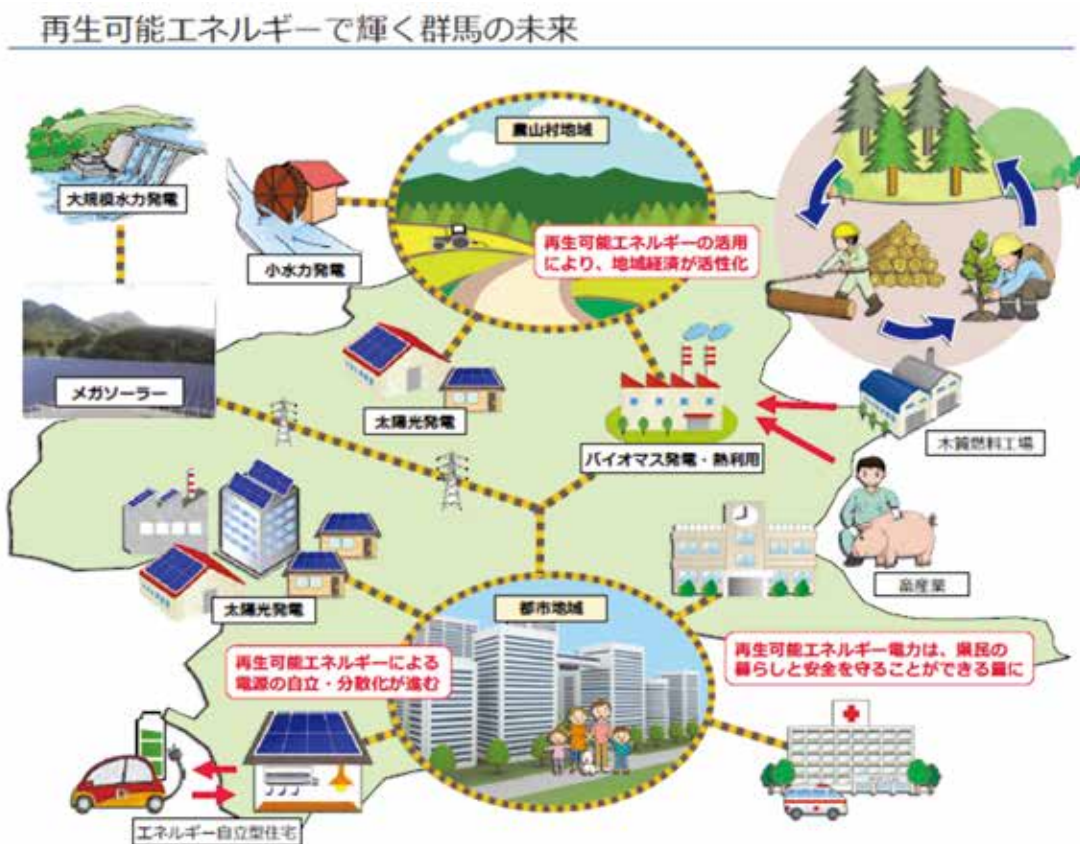 再生可能エネルギーで輝く群馬の未来
農山村地域
大規模水力発電
小水力発電
再生可能エネルギーの活用
により、地域経済が活性化
メガソーラー
太陽光発電
バイオマス発電・熱利用
木質燃料工場
畜産業
太陽光発電
都市地域
再生可能エネルギーによる
電源の自立・分散化が進む
再生可能エネルギー電力は、県民の
暮らしと安全を守ることができる量に
エネルギー自立型住宅